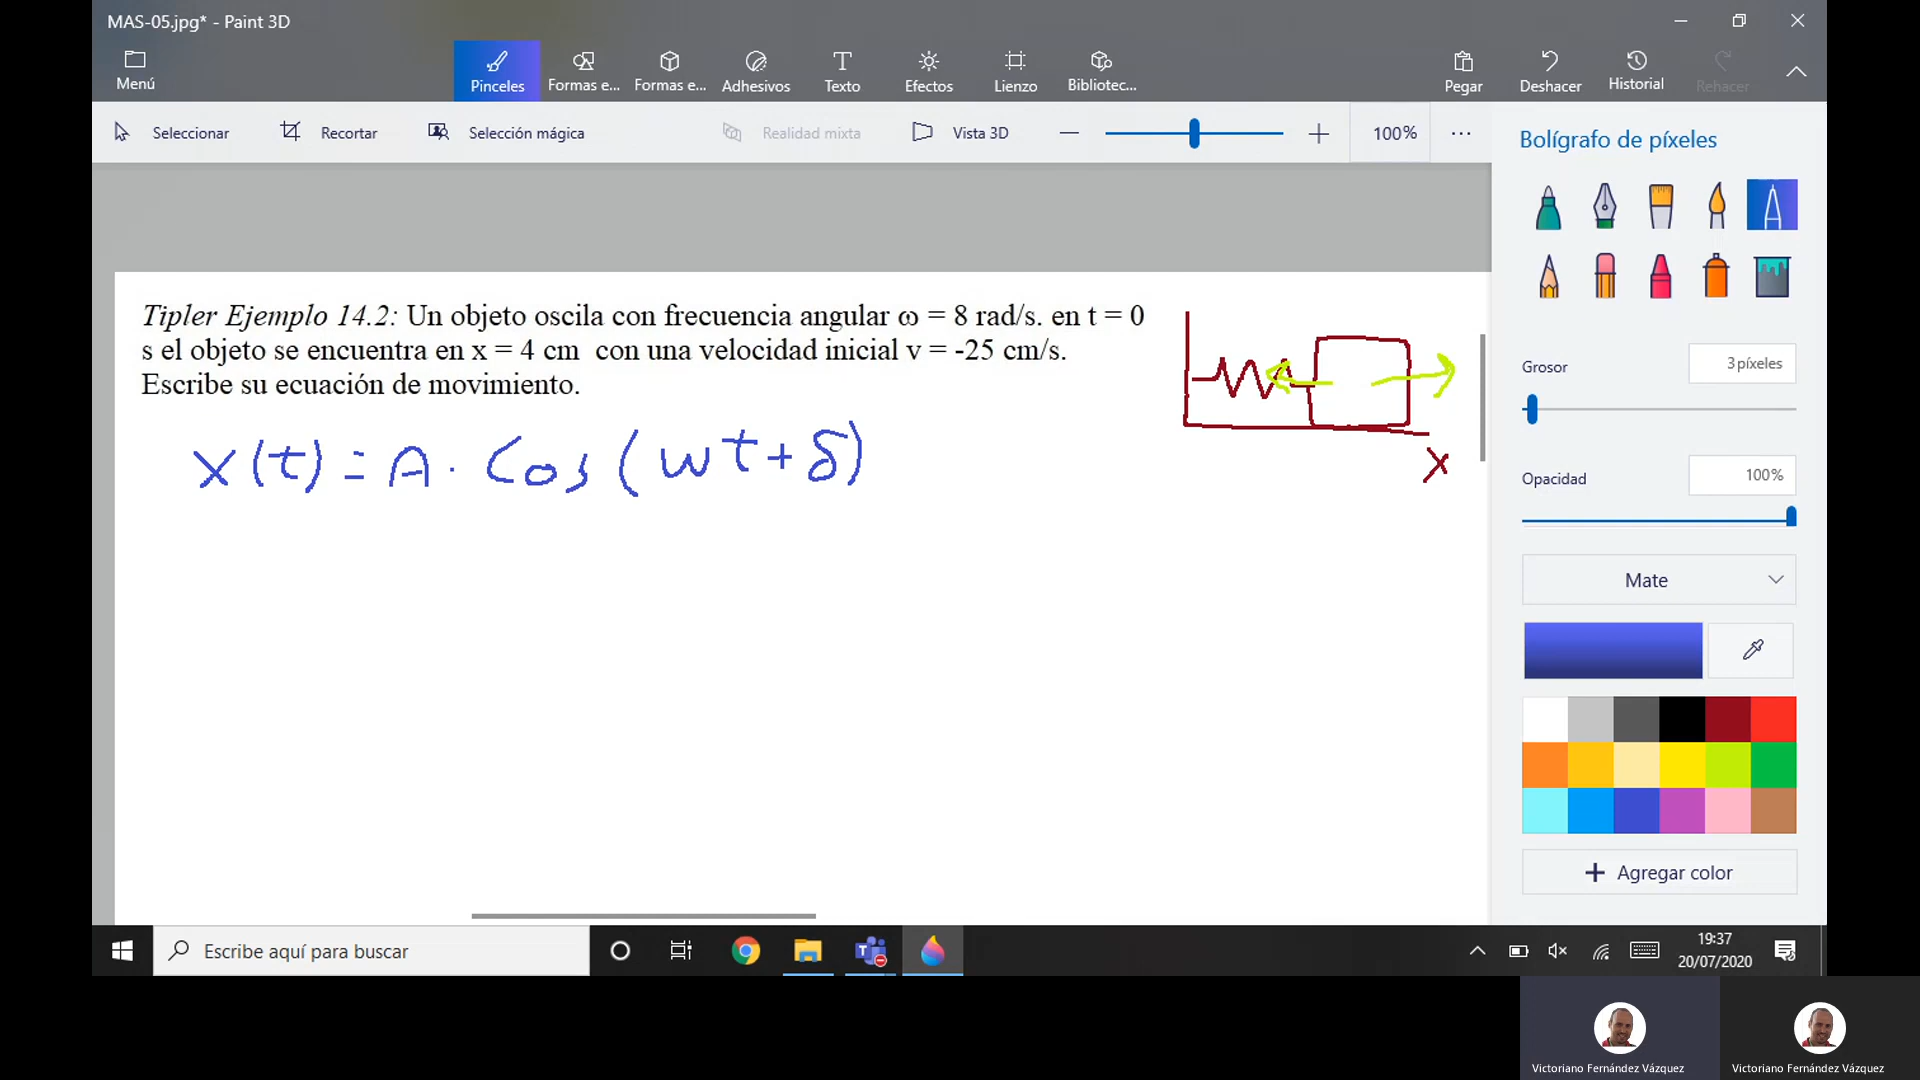 MAS-05.jpg* - Paint 3D
Menú
Pinceles
Formas e...
Formas e...
Adhesivos
Texto
Efectos
Lienzo
Bibliotec...
Pegar
Deshacer
Historial
Rehacer
Seleccionar
Recortar
Selección mágica
Realidad mixta
Vista 3D
100%
Bolígrafo de píxeles
Tipler Ejemplo 14.2: Un objeto oscila con frecuencia angular ω = 8 rad/s. en t = 0
s el objeto se encuentra en x = 4 cm con una velocidad inicial v = -25 cm/s.
Escribe su ecuación de movimiento.
x(t) = A · Cos(wt+δ)
x
Grosor
3 píxeles
Opacidad
100%
Mate
Agregar color
Escribe aquí para buscar
19:37
20/07/2020
Victoriano Fernández Vázquez
Victoriano Fernández Vázquez